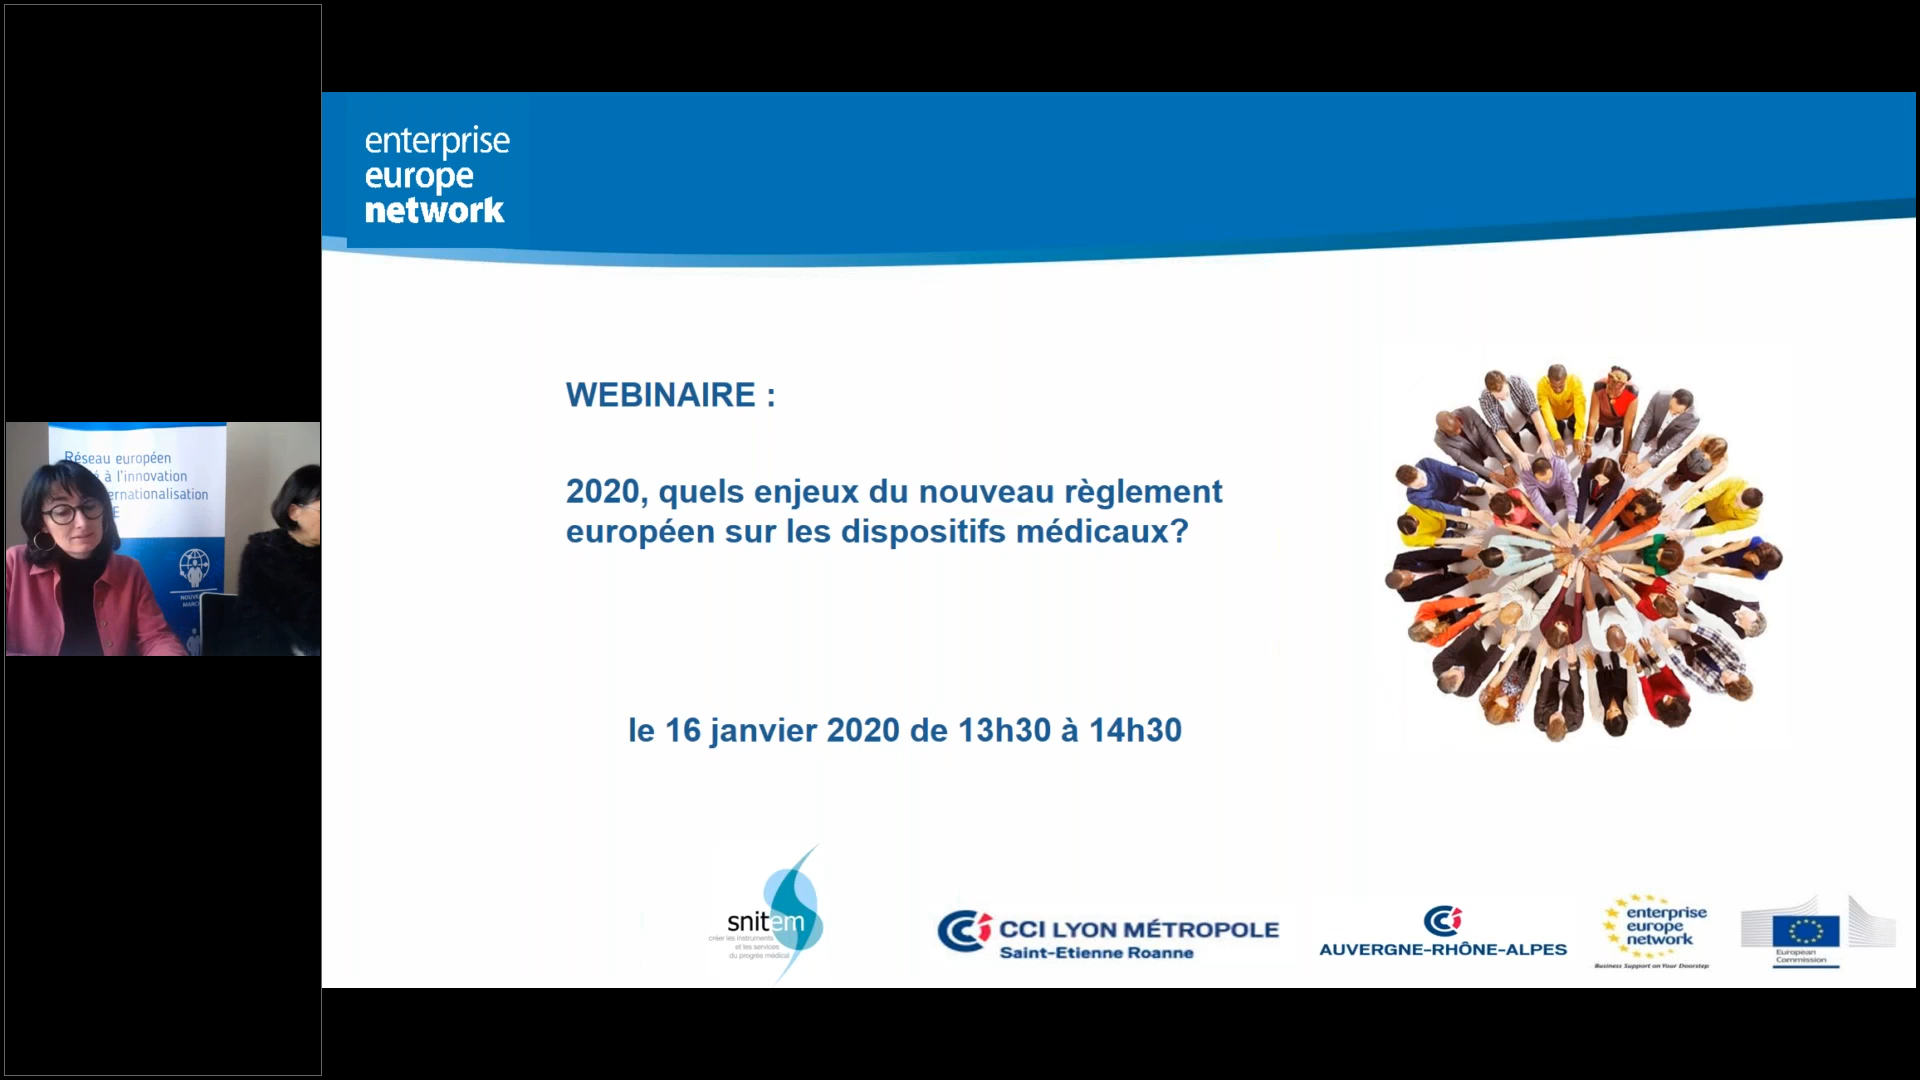 enterprise
europe
network
WEBINAIRE :
2020, quels enjeux du nouveau règlement
européen sur les dispositifs médicaux?
le 16 janvier 2020 de 13h30 à 14h30
Réseau européen
à l'innovation
ernationalisation
E
snitem
créer les instruments
et les services
du progrès médical
CCI LYON MÉTROPOLE
Saint-Etienne Roanne
AUVERGNE-RHÔNE-ALPES
enterprise
europe
network
Business Support on Your Doorstep
European
Commission